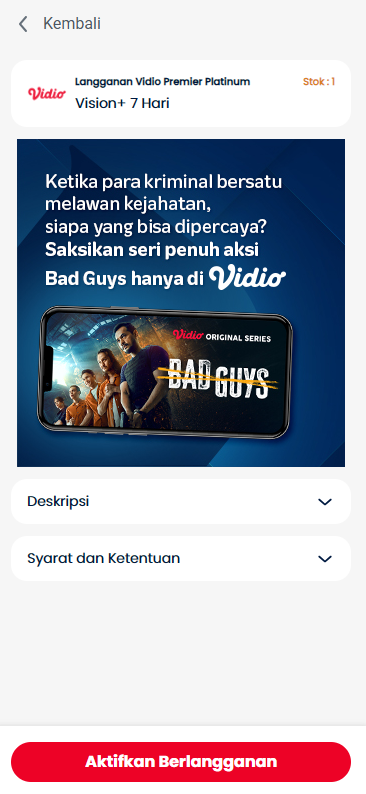 Kembali
Vidio
Langganan Vidio Premier Platinum
Stok : 1
Vision+ 7 Hari
Ketika para kriminal bersatu
melawan kejahatan,
siapa yang bisa dipercaya?
Saksikan seri penuh aksi
Bad Guys hanya di Vidio
Vidio ORIGINAL SERIES
BAD GUYS
Deskripsi
Syarat dan Ketentuan
Aktifkan Berlangganan